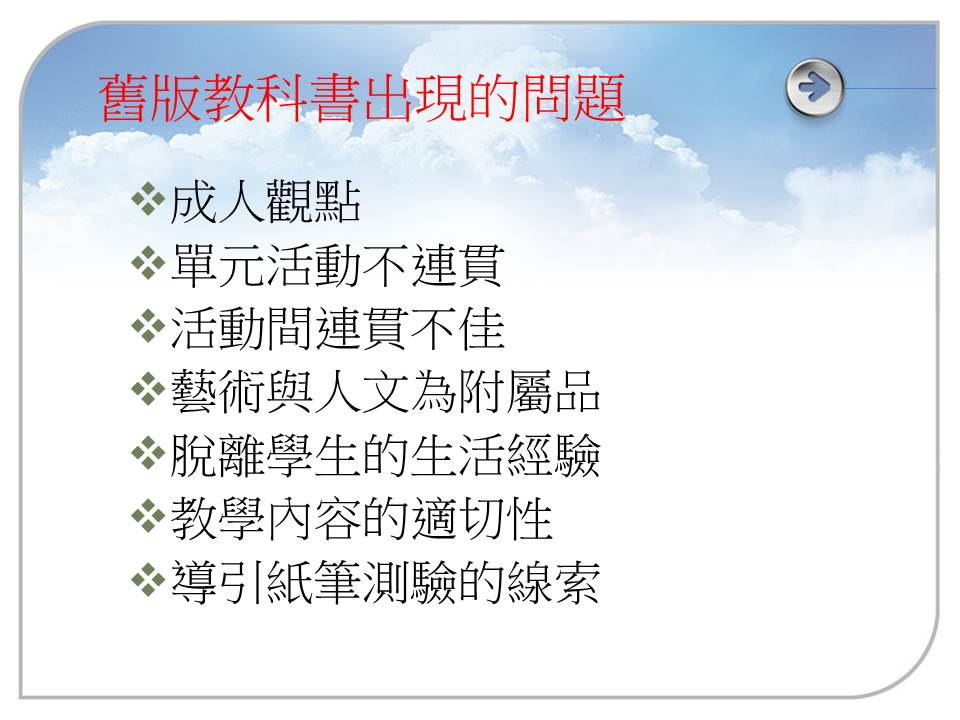 舊版教科書出現的問題
❖成人觀點
❖單元活動不連貫
❖活動間連貫不佳
❖藝術與人文為附屬品
❖脫離學生的生活經驗
❖教學內容的適切性
❖導引紙筆測驗的線索